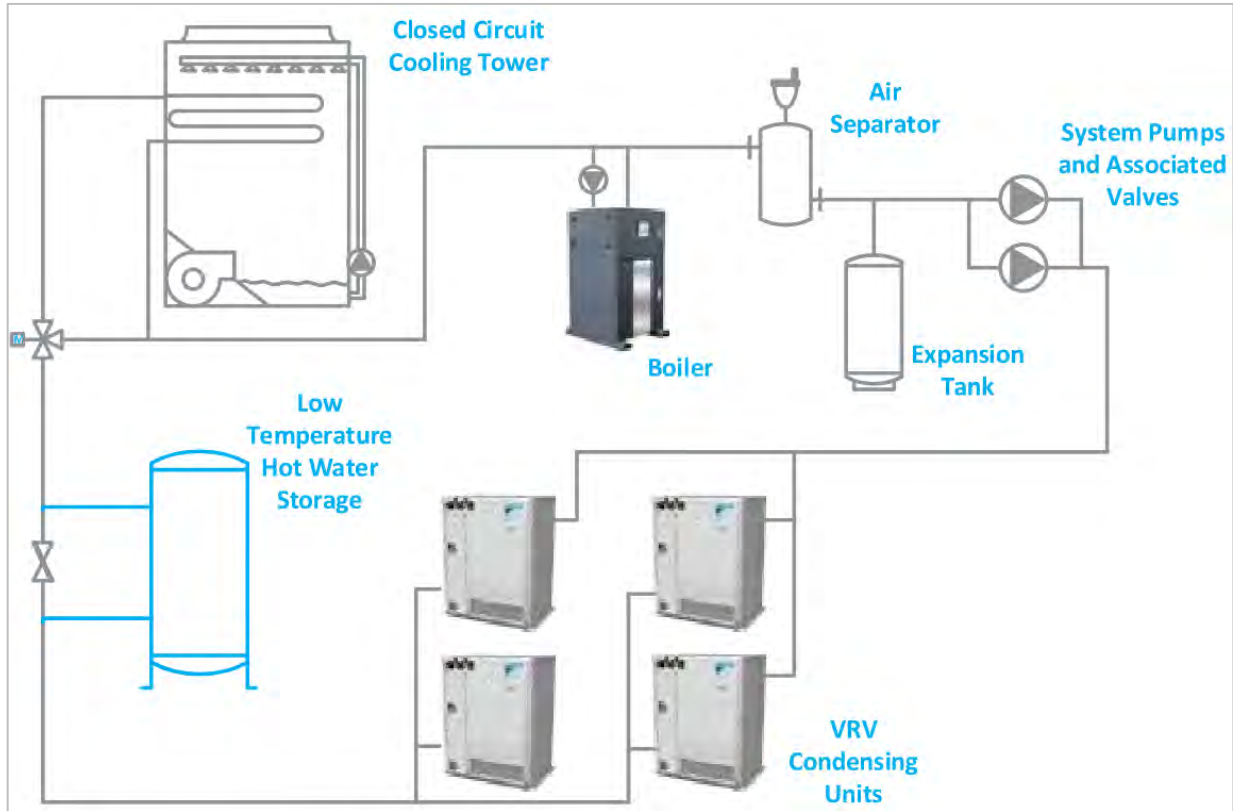 Closed Circuit
Cooling Tower
Air
Separator
System Pumps
and Associated
Valves
M
Boiler
Expansion
Tank
Low
Temperature
Hot Water
Storage
VRV
Condensing
Units